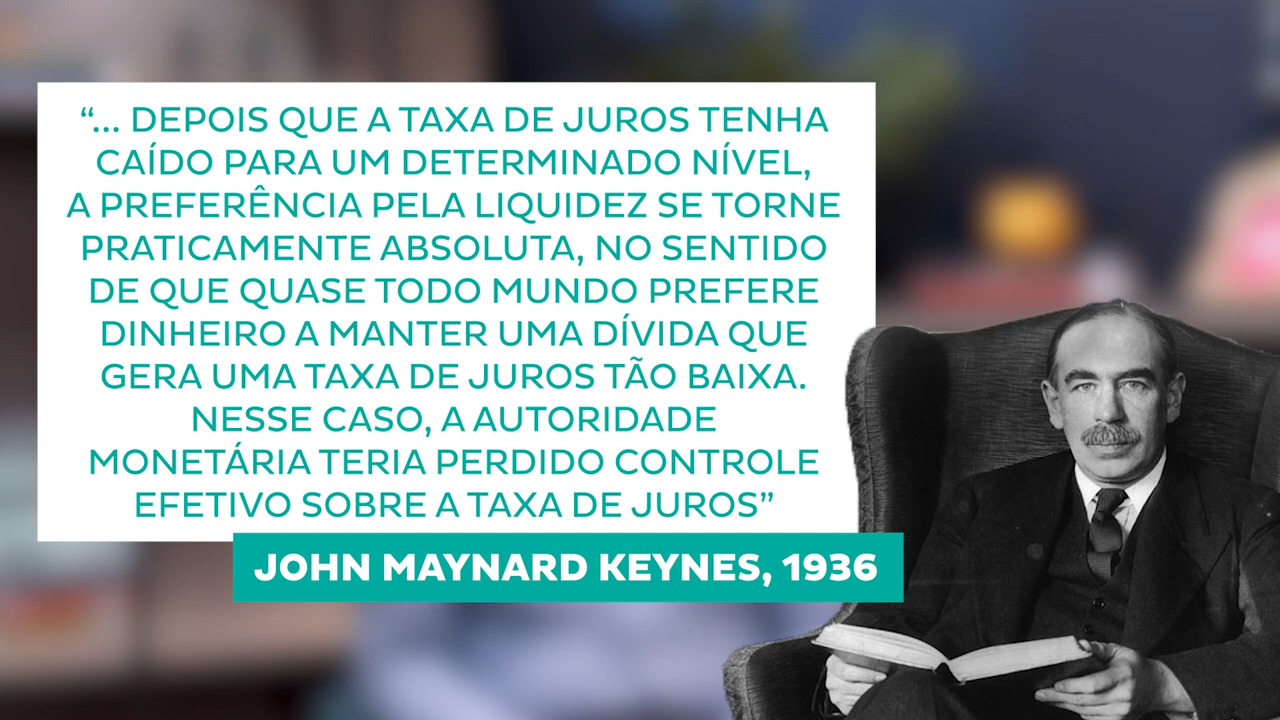 “... DEPOIS QUE A TAXA DE JUROS TENHA
CAÍDO PARA UM DETERMINADO NÍVEL,
A PREFERÊNCIA PELA LIQUIDEZ SE TORNE
PRATICAMENTE ABSOLUTA, NO SENTIDO
DE QUE QUASE TODO MUNDO PREFERE
DINHEIRO A MANTER UMA DÍVIDA QUE
GERA UMA TAXA DE JUROS TÃO BAIXA.
NESSE CASO, A AUTORIDADE
MONETÁRIA TERIA PERDIDO CONTROLE
EFETIVO SOBRE A TAXA DE JUROS”
JOHN MAYNARD KEYNES, 1936